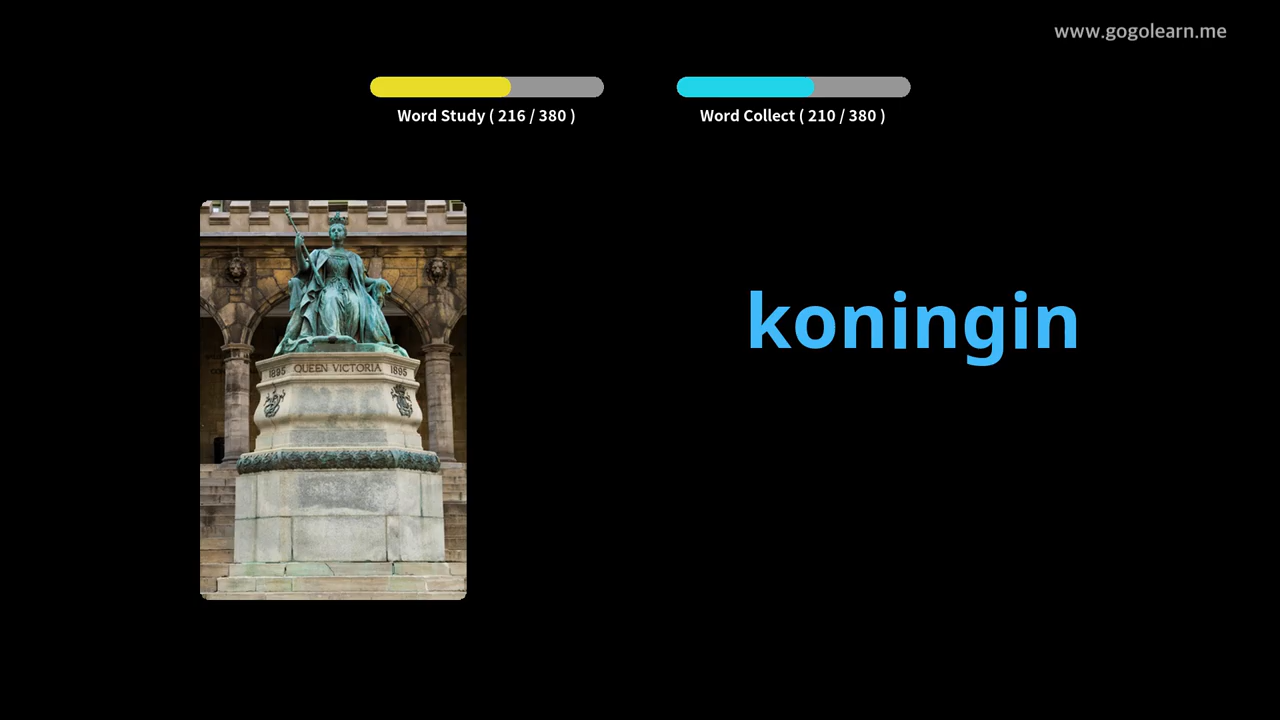 www.gogolearn.me
Word Study ( 216 / 380 )
Word Collect ( 210 / 380 )
1895 QUEEN VICTORIA 1895
koningin